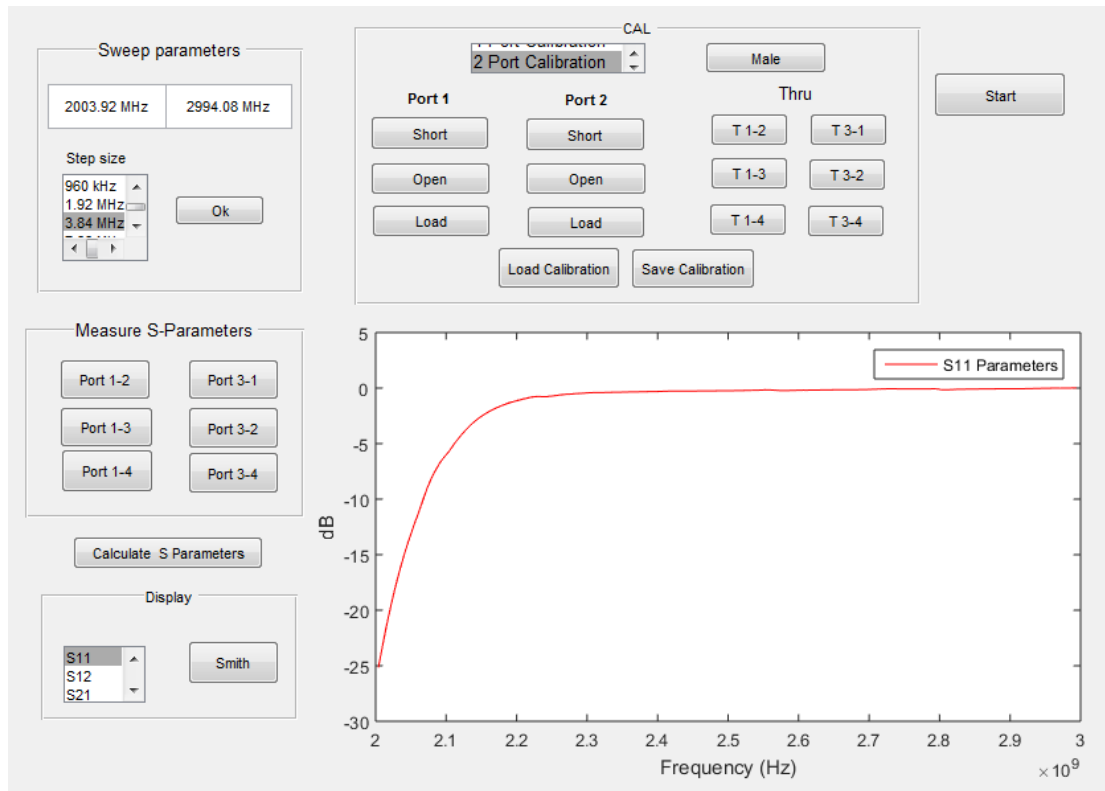 Sweep parameters
2003.92 MHz 2994.08 MHz
Step size
960 kHz
1.92 MHz
3.84 MHz
Ok
CAL
2 Port Calibration
Male
Port 1 Port 2 Thru
Short Short T 1-2 T 3-1
Open Open T 1-3 T 3-2
Load Load T 1-4 T 3-4
Load Calibration Save Calibration
Start
Measure S-Parameters
Port 1-2 Port 3-1
Port 1-3 Port 3-2
Port 1-4 Port 3-4
Calculate S Parameters
Display
S11
S12
S21
Smith
S11 Parameters
5
0
-5
-10
-15
-20
-25
-30
dB
2 2.1 2.2 2.3 2.4 2.5 2.6 2.7 2.8 2.9 3
Frequency (Hz)
× 10⁹